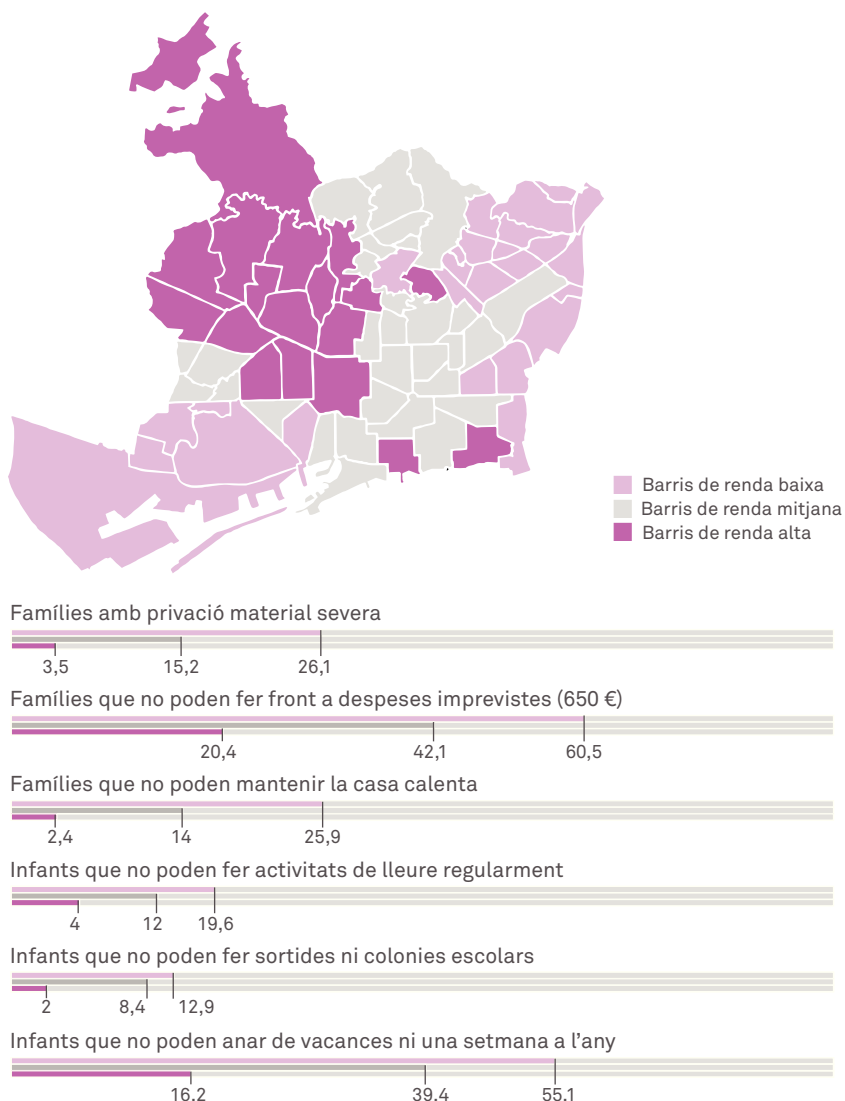 Barris de renda baixa
Barris de renda mitjana
Barris de renda alta
Famílies amb privació material severa
3,5 15,2 26,1
Famílies que no poden fer front a despeses imprevistes (650 €)
20,4 42,1 60,5
Famílies que no poden mantenir la casa calenta
2,4 14 25,9
Infants que no poden fer activitats de lleure regularment
4 12 19,6
Infants que no poden fer sortides ni colonies escolars
2 8,4 12,9
Infants que no poden anar de vacances ni una setmana a l'any
16,2 39,4 55,1